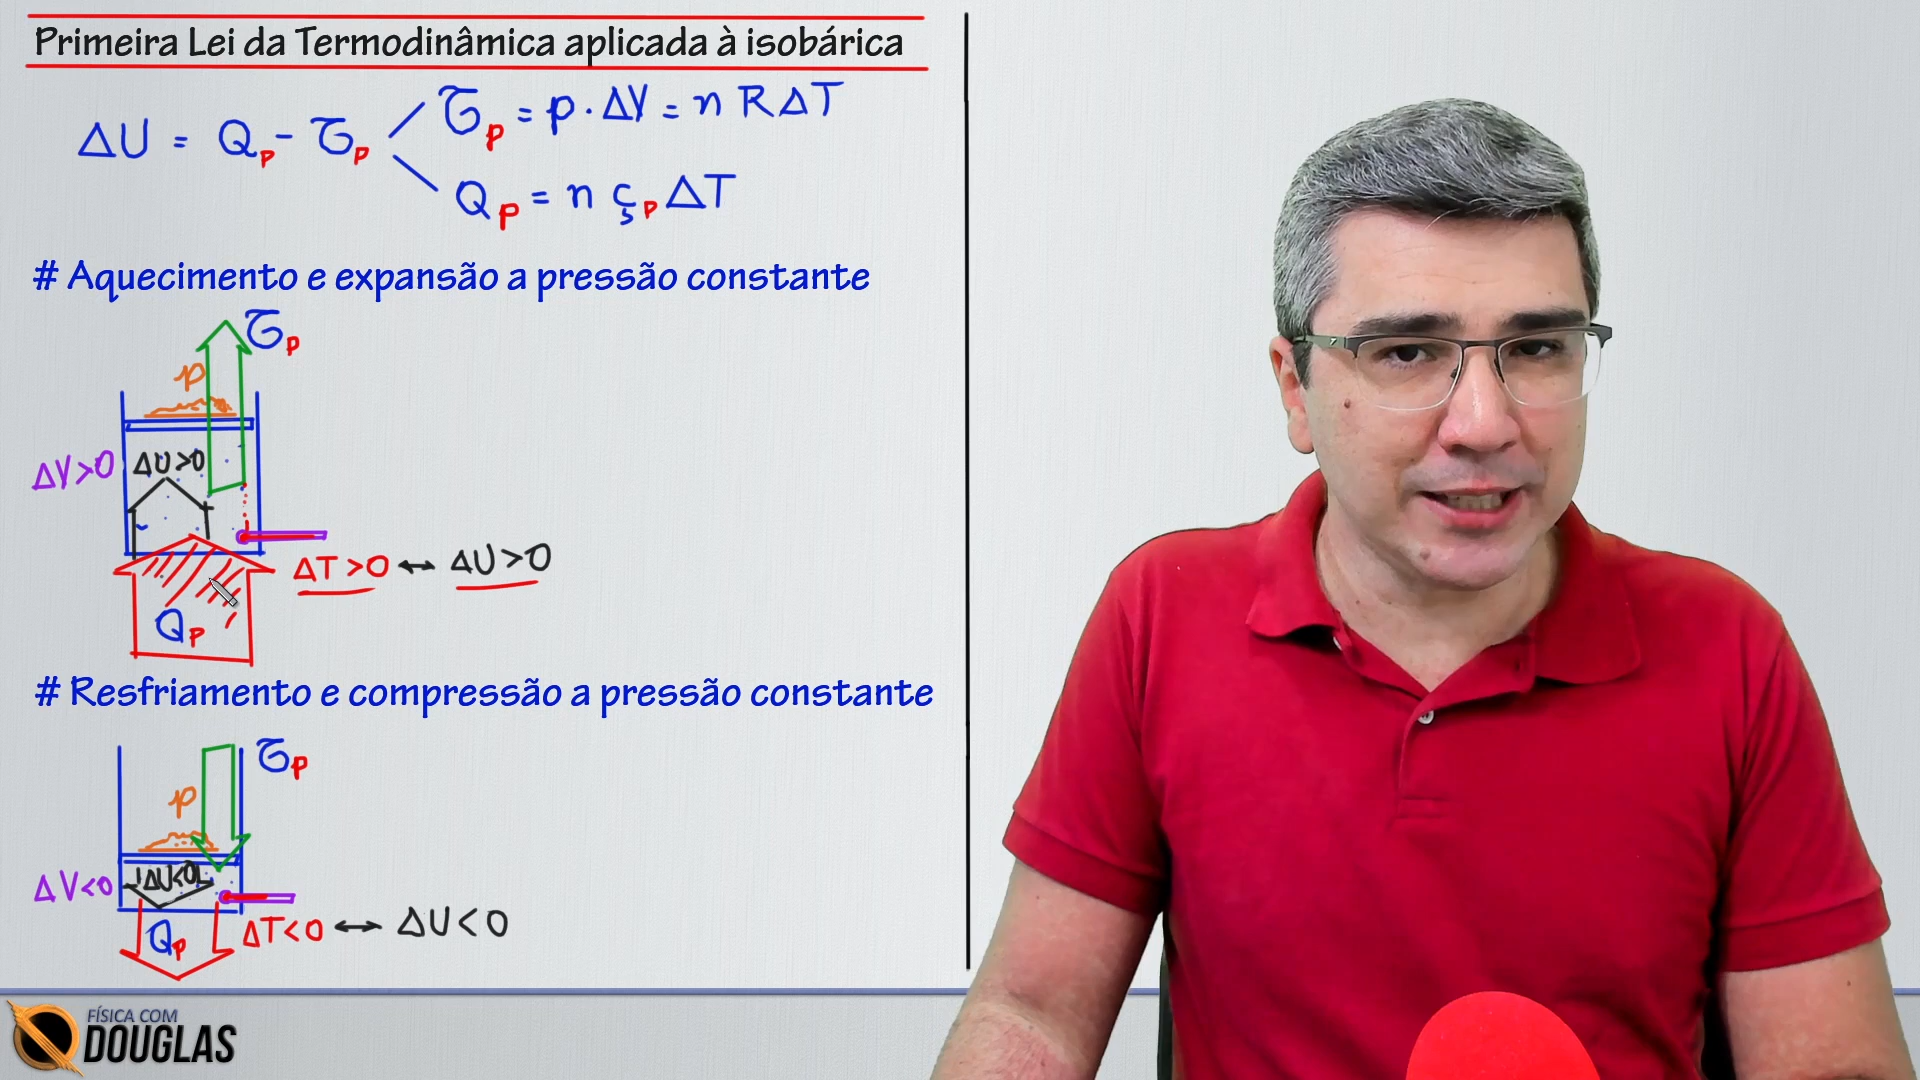 Primeira Lei da Termodinâmica aplicada à isobárica
ΔU = Qp - 𝒯p
𝒯p = p . ΔV = n R ΔT
Qp = n çp ΔT
# Aquecimento e expansão a pressão constante
𝒯p
p
ΔV>0
ΔU>0
ΔT>0 ↔ ΔU>0
Qp
# Resfriamento e compressão a pressão constante
𝒯p
p
ΔV<0
ΔU<0
Qp
ΔT<0 ↔ ΔU<0
FÍSICA COM
DOUGLAS